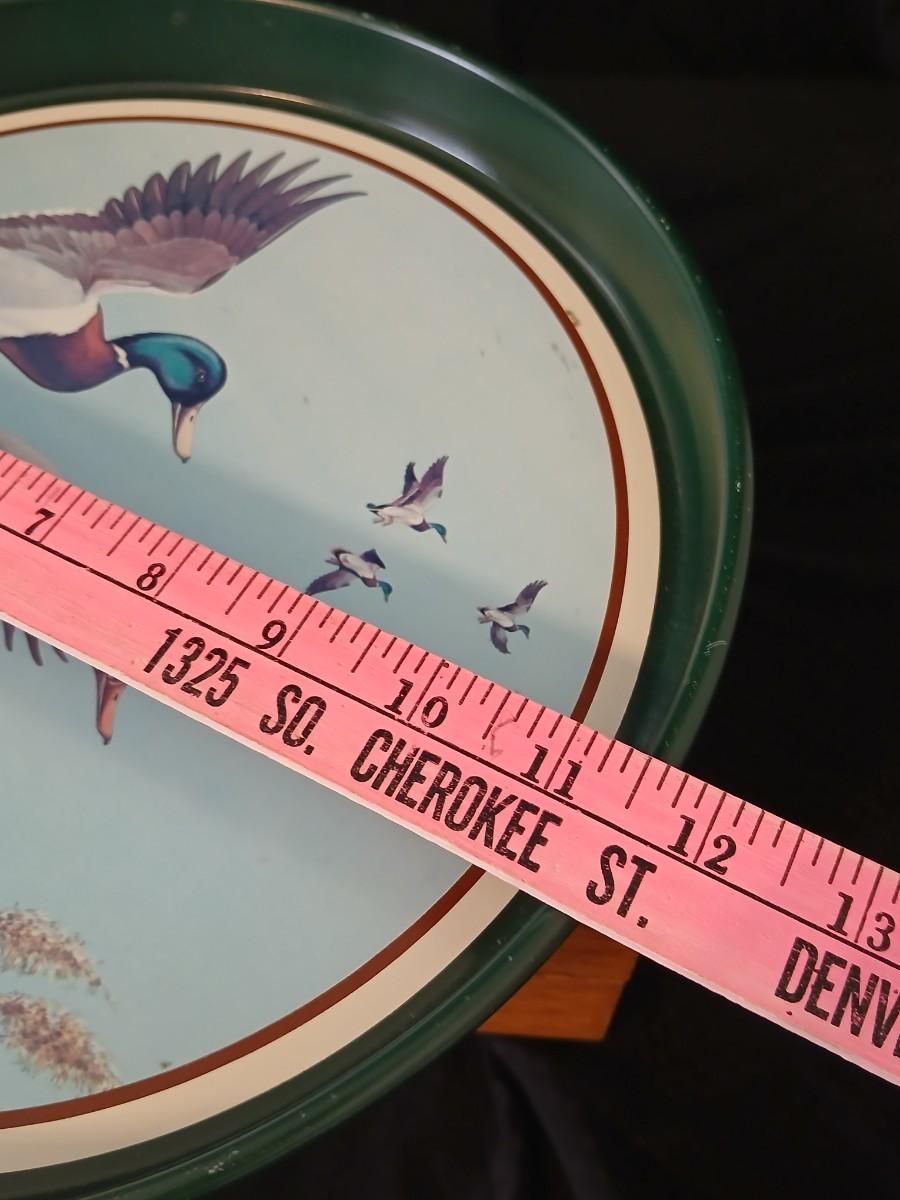 7 8 9 10 11 12 13
1325 SO. CHEROKEE ST. DENV